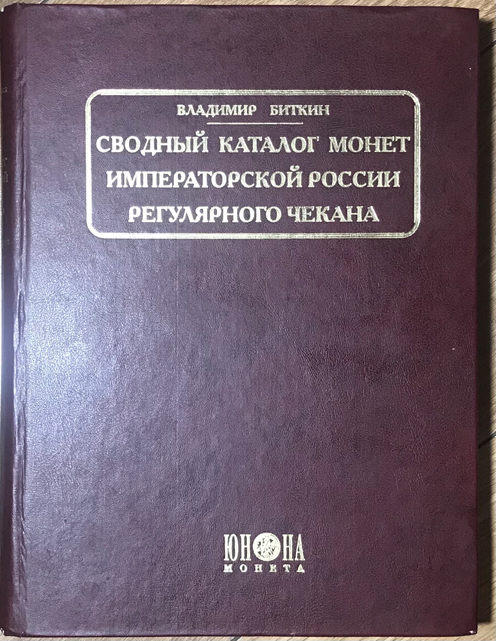 ВЛАДИМИР БИТКИН
СВОДНЫЙ КАТАЛОГ МОНЕТ
ИМПЕРАТОРСКОЙ РОССИИ
РЕГУЛЯРНОГО ЧЕКАНА
ЮНОНА
МОНЕТА